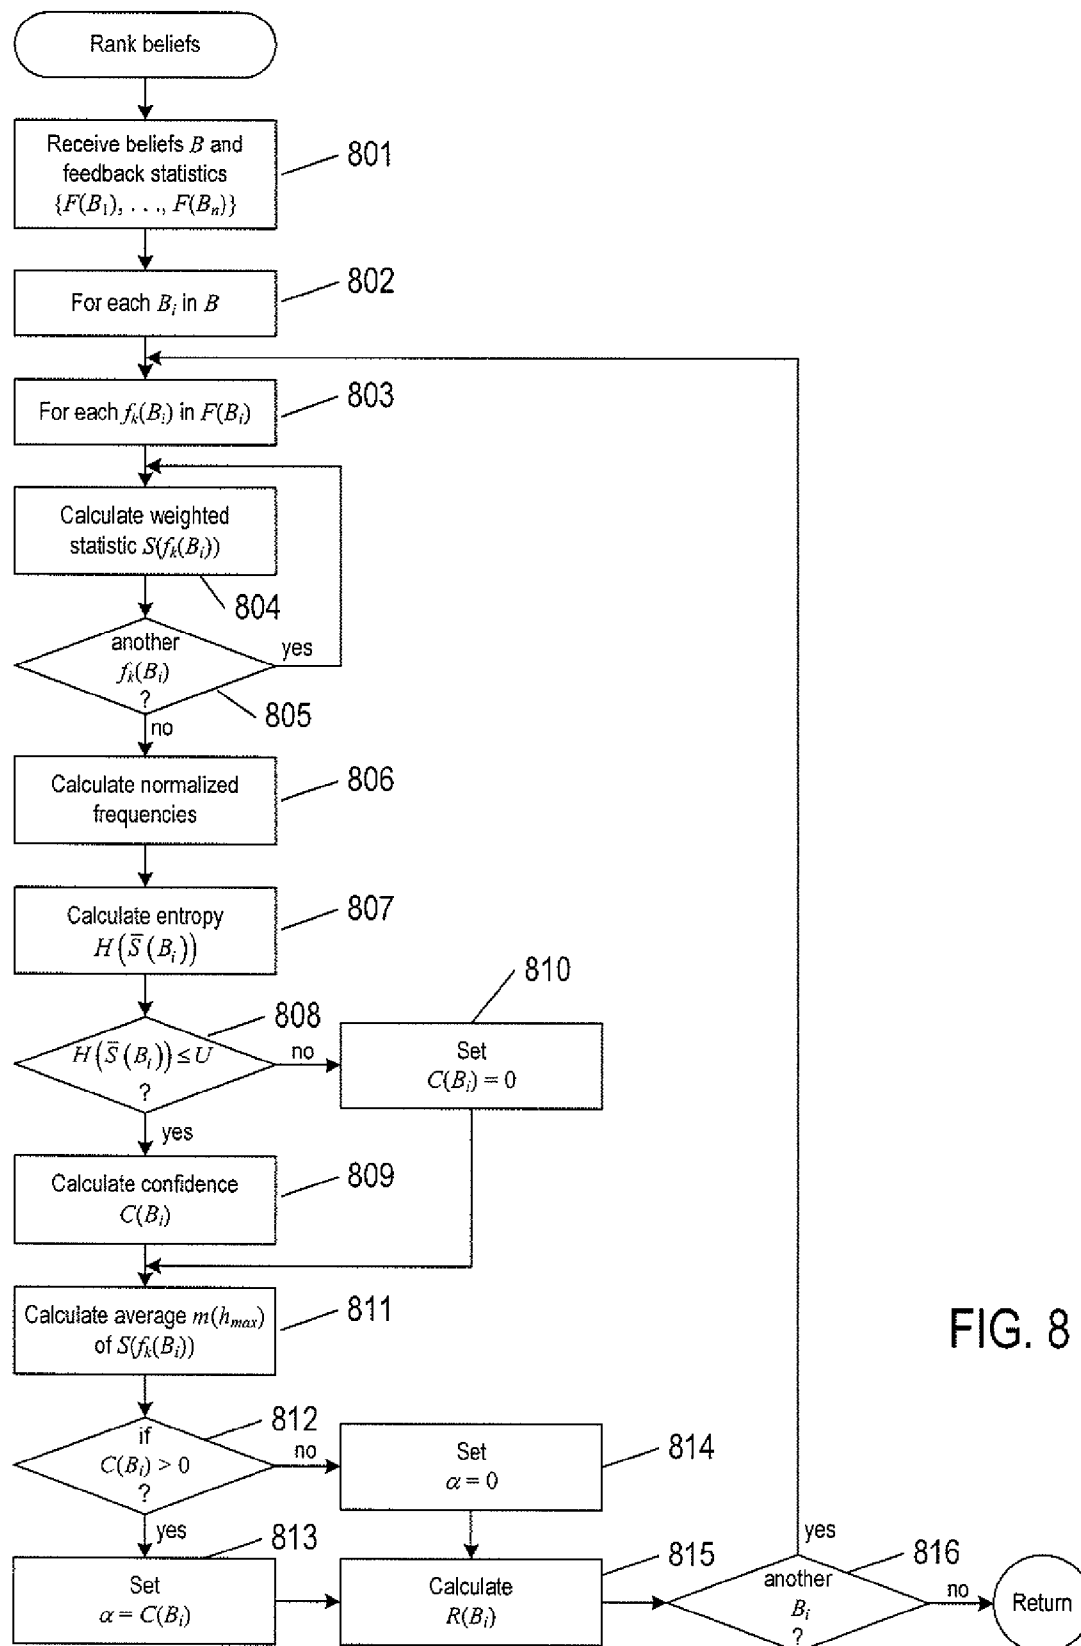 Rank beliefs
Receive beliefs B and
feedback statistics
{F(B₁), . . ., F(Bₙ)}
801
For each Bᵢ in B
802
For each fₖ(Bᵢ) in F(Bᵢ)
803
Calculate weighted
statistic S(fₖ(Bᵢ))
804
another
fₖ(Bᵢ)
?
yes
805
no
Calculate normalized
frequencies
806
Calculate entropy
H(S̅(Bᵢ))
807
H(S̅(Bᵢ)) ≤ U
?
808
no
Set
C(Bᵢ) = 0
810
yes
Calculate confidence
C(Bᵢ)
809
Calculate average m(hₘₐₓ)
of S(fₖ(Bᵢ))
811
if
C(Bᵢ) > 0
?
812
no
Set
α = 0
814
yes
Set
α = C(Bᵢ)
813
Calculate
R(Bᵢ)
815
yes
another
Bᵢ
?
816
no
Return
FIG. 8